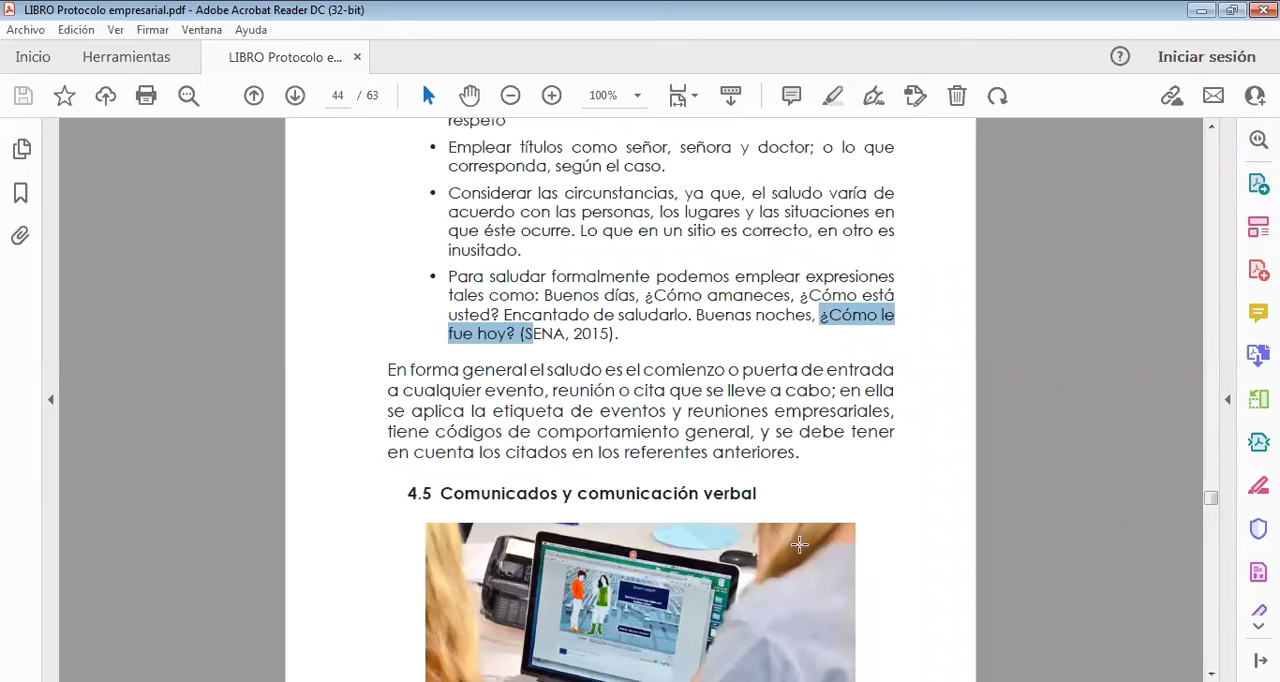 LIBRO Protocolo empresarial.pdf - Adobe Acrobat Reader DC (32-bit)
Archivo Edición Ver Firmar Ventana Ayuda
Inicio Herramientas LIBRO Protocolo e... × Iniciar sesión
44 / 63 100%
respeto
• Emplear títulos como señor, señora y doctor; o lo que
corresponda, según el caso.
• Considerar las circunstancias, ya que, el saludo varía de
acuerdo con las personas, los lugares y las situaciones en
que éste ocurre. Lo que en un sitio es correcto, en otro es
inusitado.
• Para saludar formalmente podemos emplear expresiones
tales como: Buenos días, ¿Cómo amaneces, ¿Cómo está
usted? Encantado de saludarlo. Buenas noches, ¿Cómo le
fue hoy? (SENA, 2015).
En forma general el saludo es el comienzo o puerta de entrada
a cualquier evento, reunión o cita que se lleve a cabo; en ella
se aplica la etiqueta de eventos y reuniones empresariales,
tiene códigos de comportamiento general, y se debe tener
en cuenta los citados en los referentes anteriores.
4.5 Comunicados y comunicación verbal